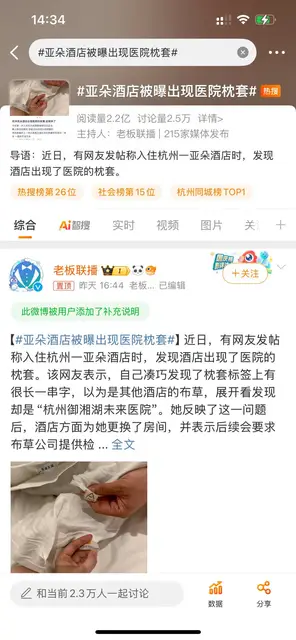 14:34
#亚朵酒店被曝出现医院枕套#
#亚朵酒店被曝出现医院枕套# 热搜
阅读量2.2亿 讨论量2.5万 详情>
主持人：老板联播 | 215家媒体发布
导语：近日，有网友发帖称入住杭州一亚朵酒店时，发现
酒店出现了医院的枕套。
热搜榜第26位 社会榜第15位 杭州同城榜TOP1
综合 Ai智搜 实时 视频 图片
老板联播
+关注
置顶 昨天 16:44 老板... 已编辑
此微博被用户添加了补充说明
【#亚朵酒店被曝出现医院枕套#】近日，有网友发帖
称入住杭州一亚朵酒店时，发现酒店出现了医院的
枕套。该网友表示，自己凑巧发现了枕套标签上有
很长一串字，以为是其他酒店的布草，展开看发现
却是“杭州御湘湖未来医院”。她反映了这一问题
后，酒店方面为她更换了房间，并表示后续会要求
布草公司提供检 ... 全文
和当前2.3万人一起讨论
数据
分享